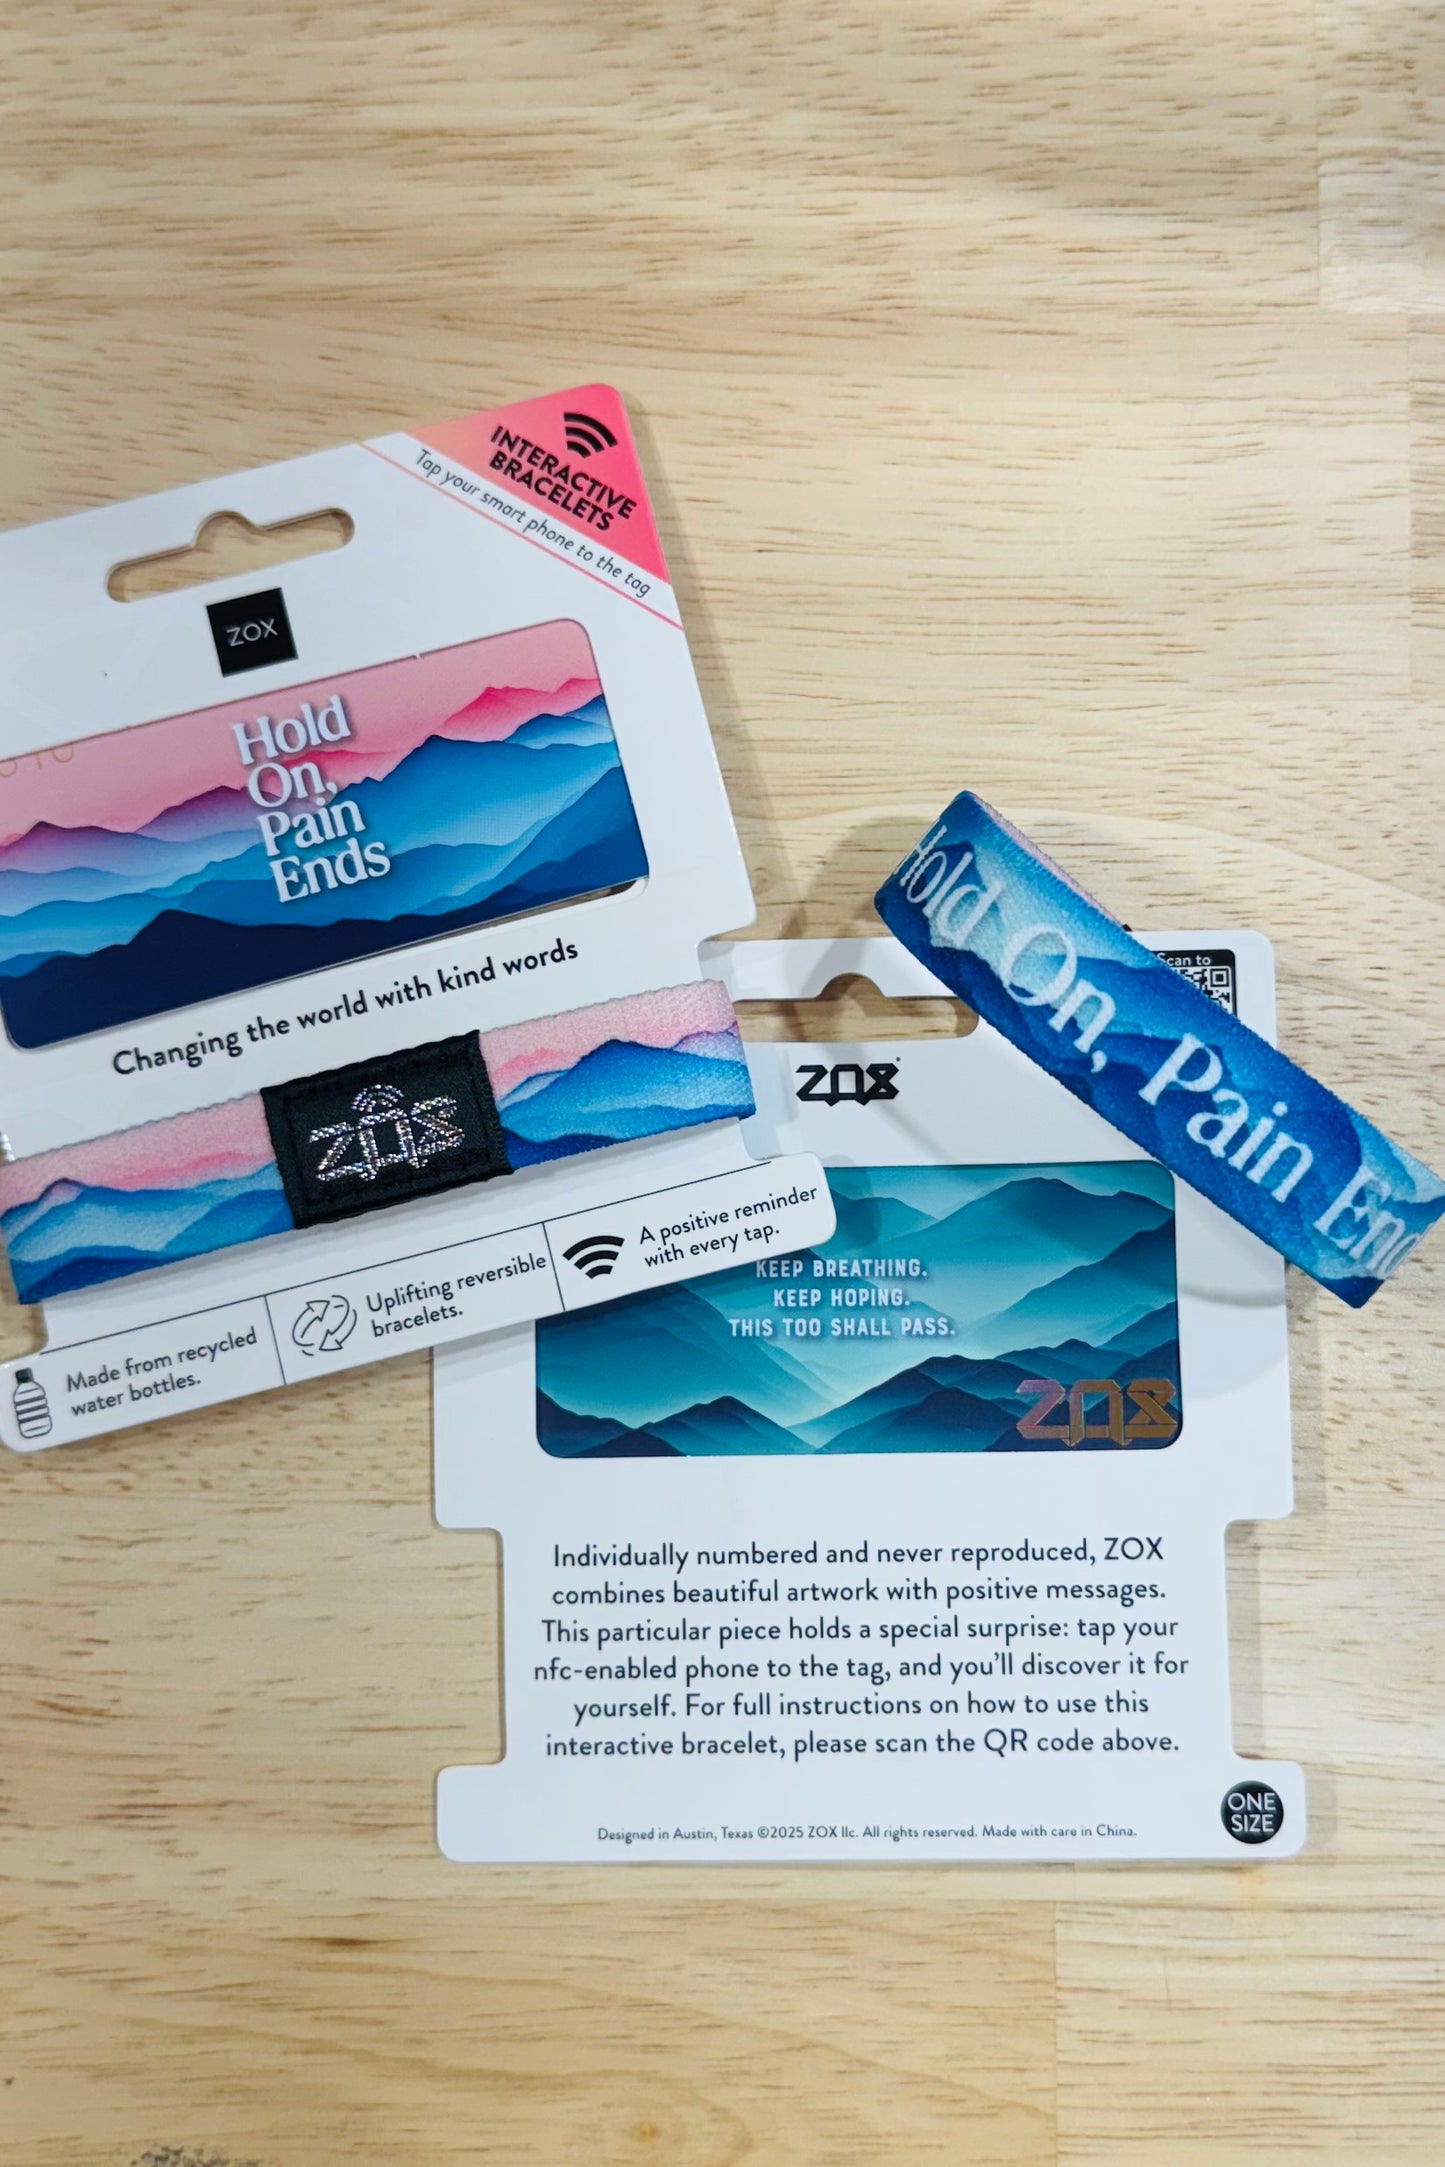 INTERACTIVE
BRACELETS
Tap your smart phone to the tag
ZOX
Hold
On,
Pain
Ends
Changing the world with kind words
ZOX
Made from recycled
water bottles.
Uplifting reversible
bracelets.
A positive reminder
with every tap.
Hold On, Pain End
Scan to
ZOX
KEEP BREATHING.
KEEP HOPING.
THIS TOO SHALL PASS.
ZOX
Individually numbered and never reproduced, ZOX
combines beautiful artwork with positive messages.
This particular piece holds a special surprise: tap your
nfc-enabled phone to the tag, and you'll discover it for
yourself. For full instructions on how to use this
interactive bracelet, please scan the QR code above.
ONE
SIZE
Designed in Austin, Texas ©2025 ZOX llc. All rights reserved. Made with care in China.